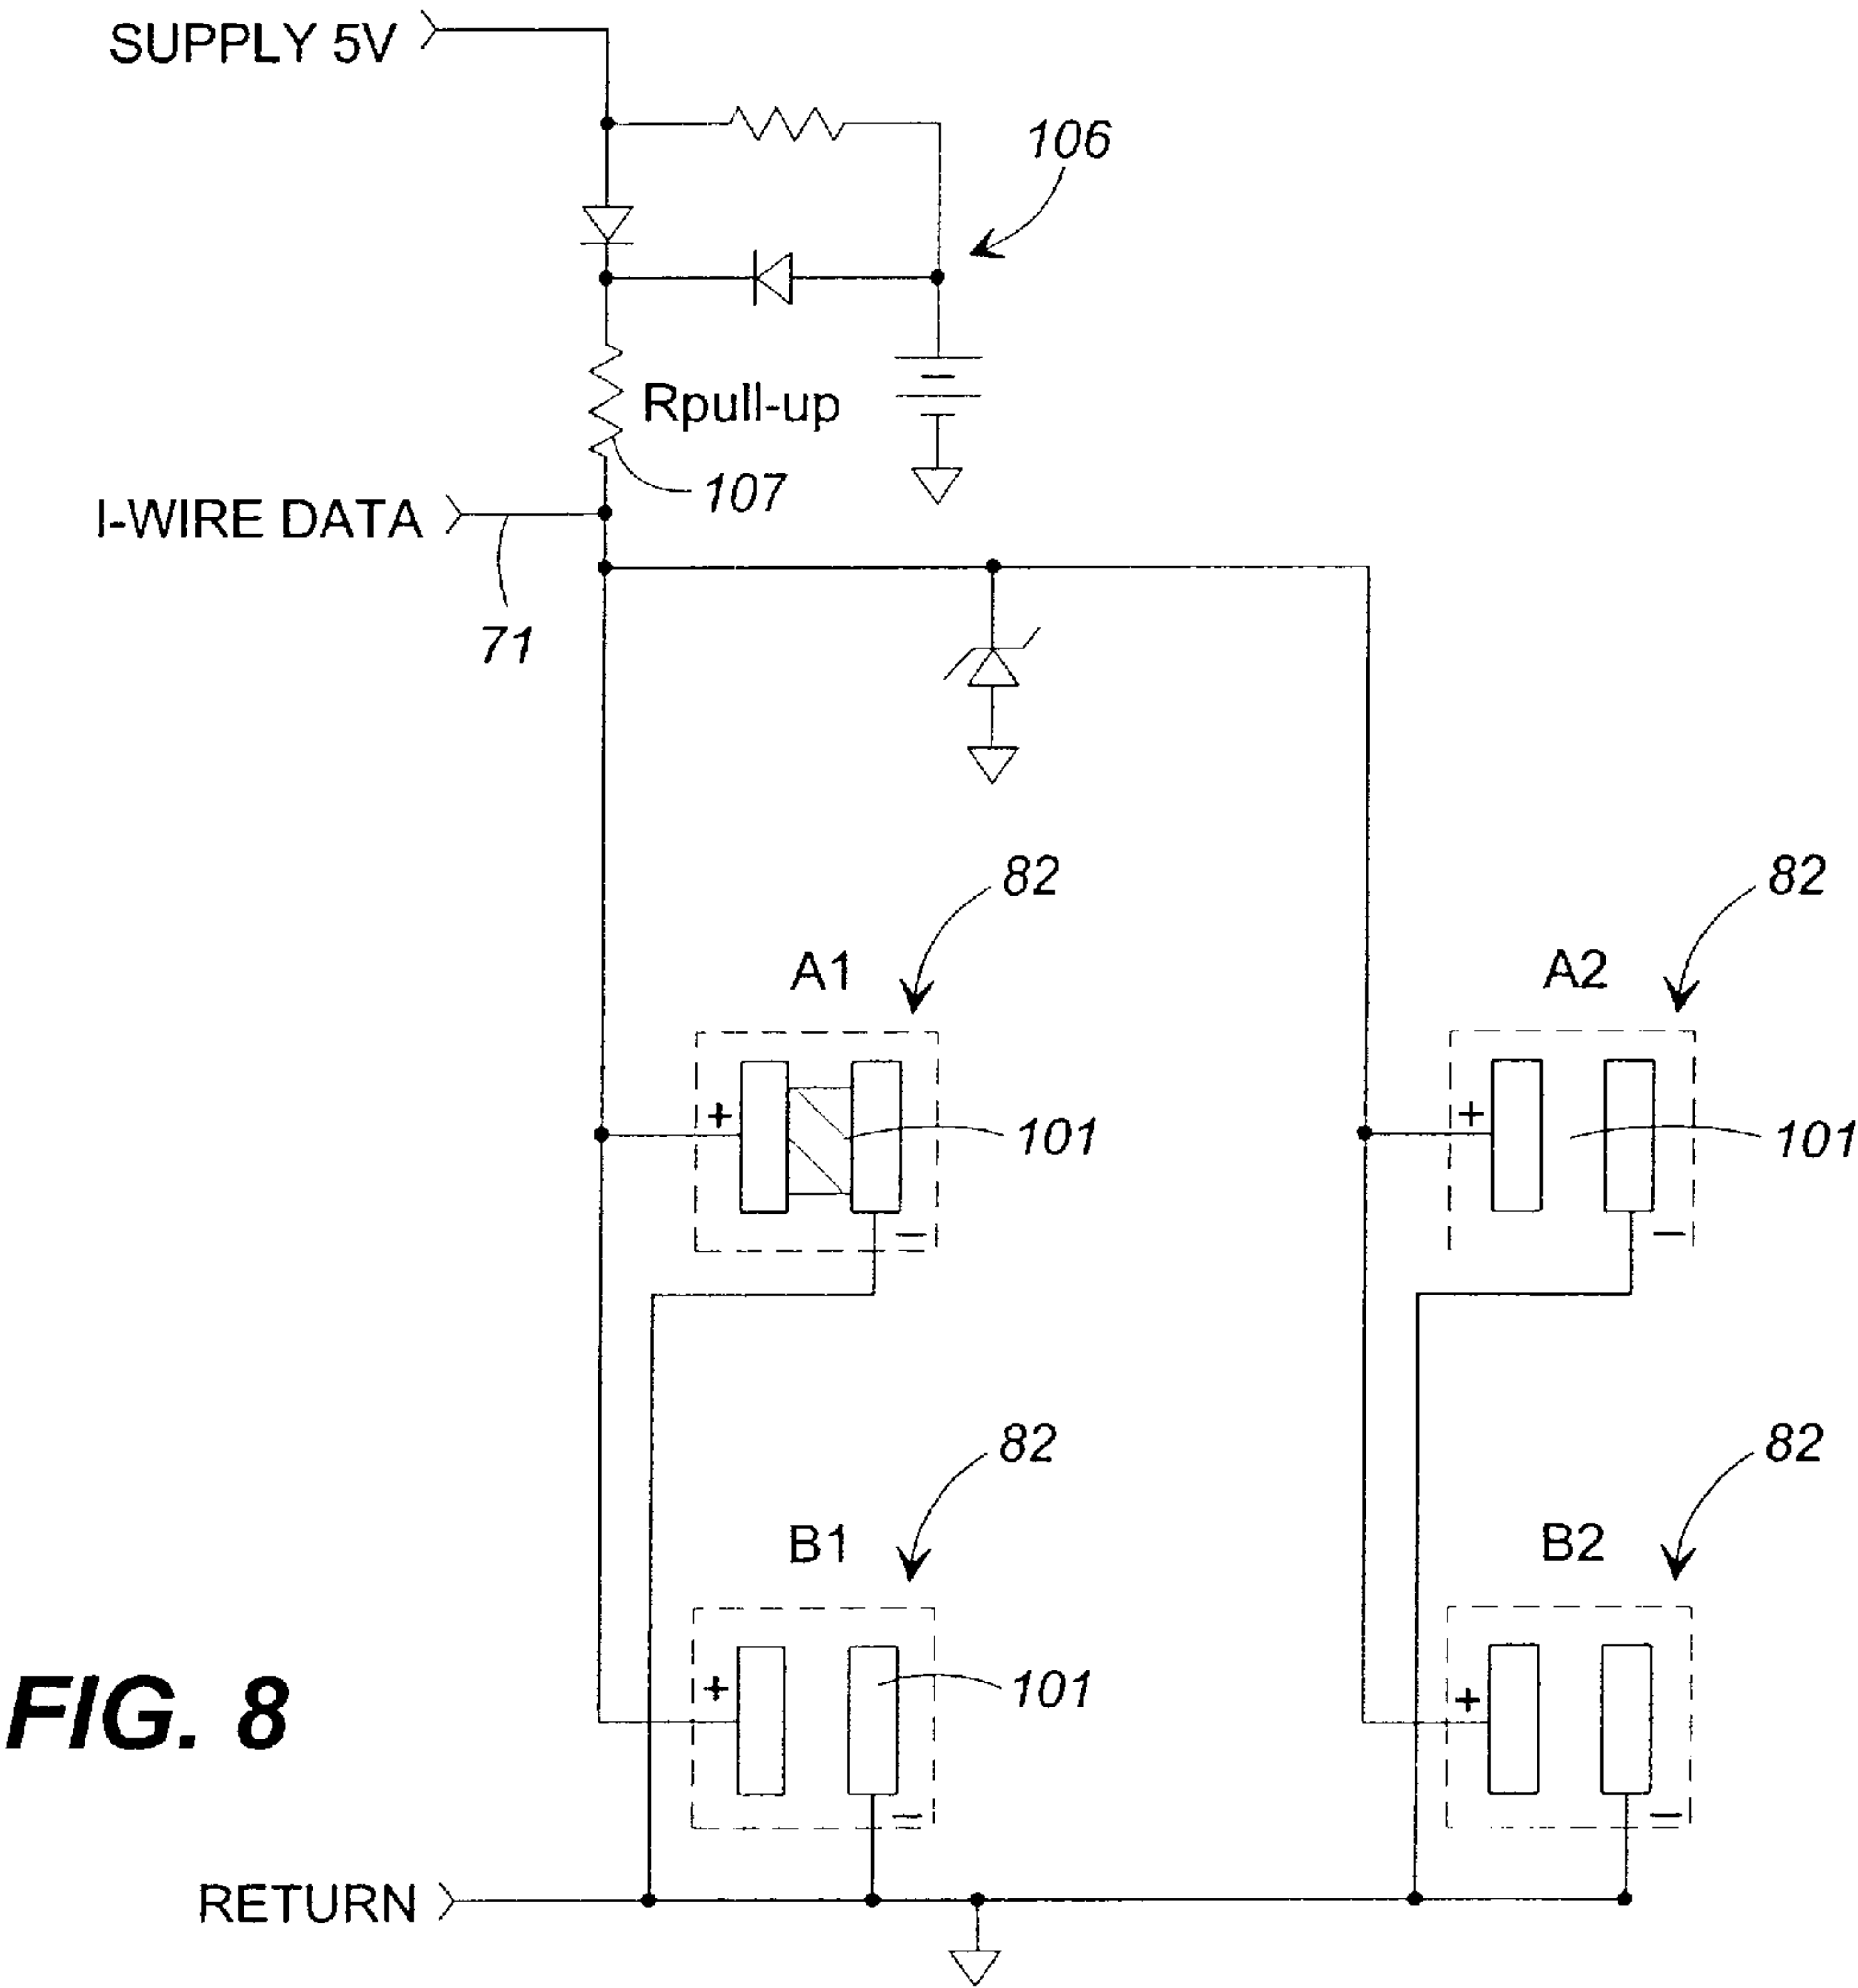 SUPPLY 5V
106
Rpull-up
107
I-WIRE DATA
71
82
82
A1
A2
+
+
101
101
−
−
82
82
B1
B2
+
101
+
−
−
FIG. 8
RETURN